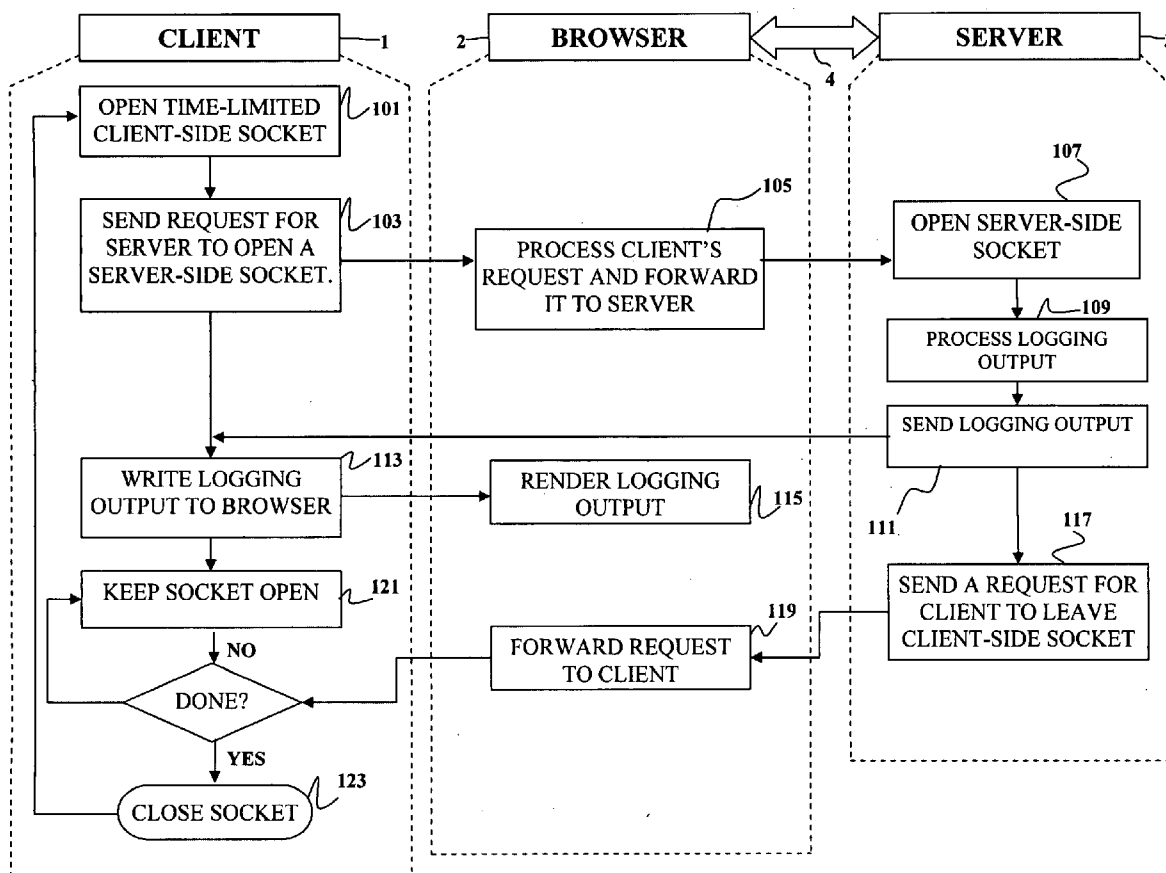 CLIENT
1
2
BROWSER
4
SERVER
OPEN TIME-LIMITED
CLIENT-SIDE SOCKET
101
SEND REQUEST FOR
SERVER TO OPEN A
SERVER-SIDE SOCKET.
103
105
PROCESS CLIENT'S
REQUEST AND FORWARD
IT TO SERVER
107
OPEN SERVER-SIDE
SOCKET
109
PROCESS LOGGING
OUTPUT
SEND LOGGING OUTPUT
111
WRITE LOGGING
OUTPUT TO BROWSER
113
RENDER LOGGING
OUTPUT
115
117
SEND A REQUEST FOR
CLIENT TO LEAVE
CLIENT-SIDE SOCKET
KEEP SOCKET OPEN
121
119
FORWARD REQUEST
TO CLIENT
NO
DONE?
YES
CLOSE SOCKET
123